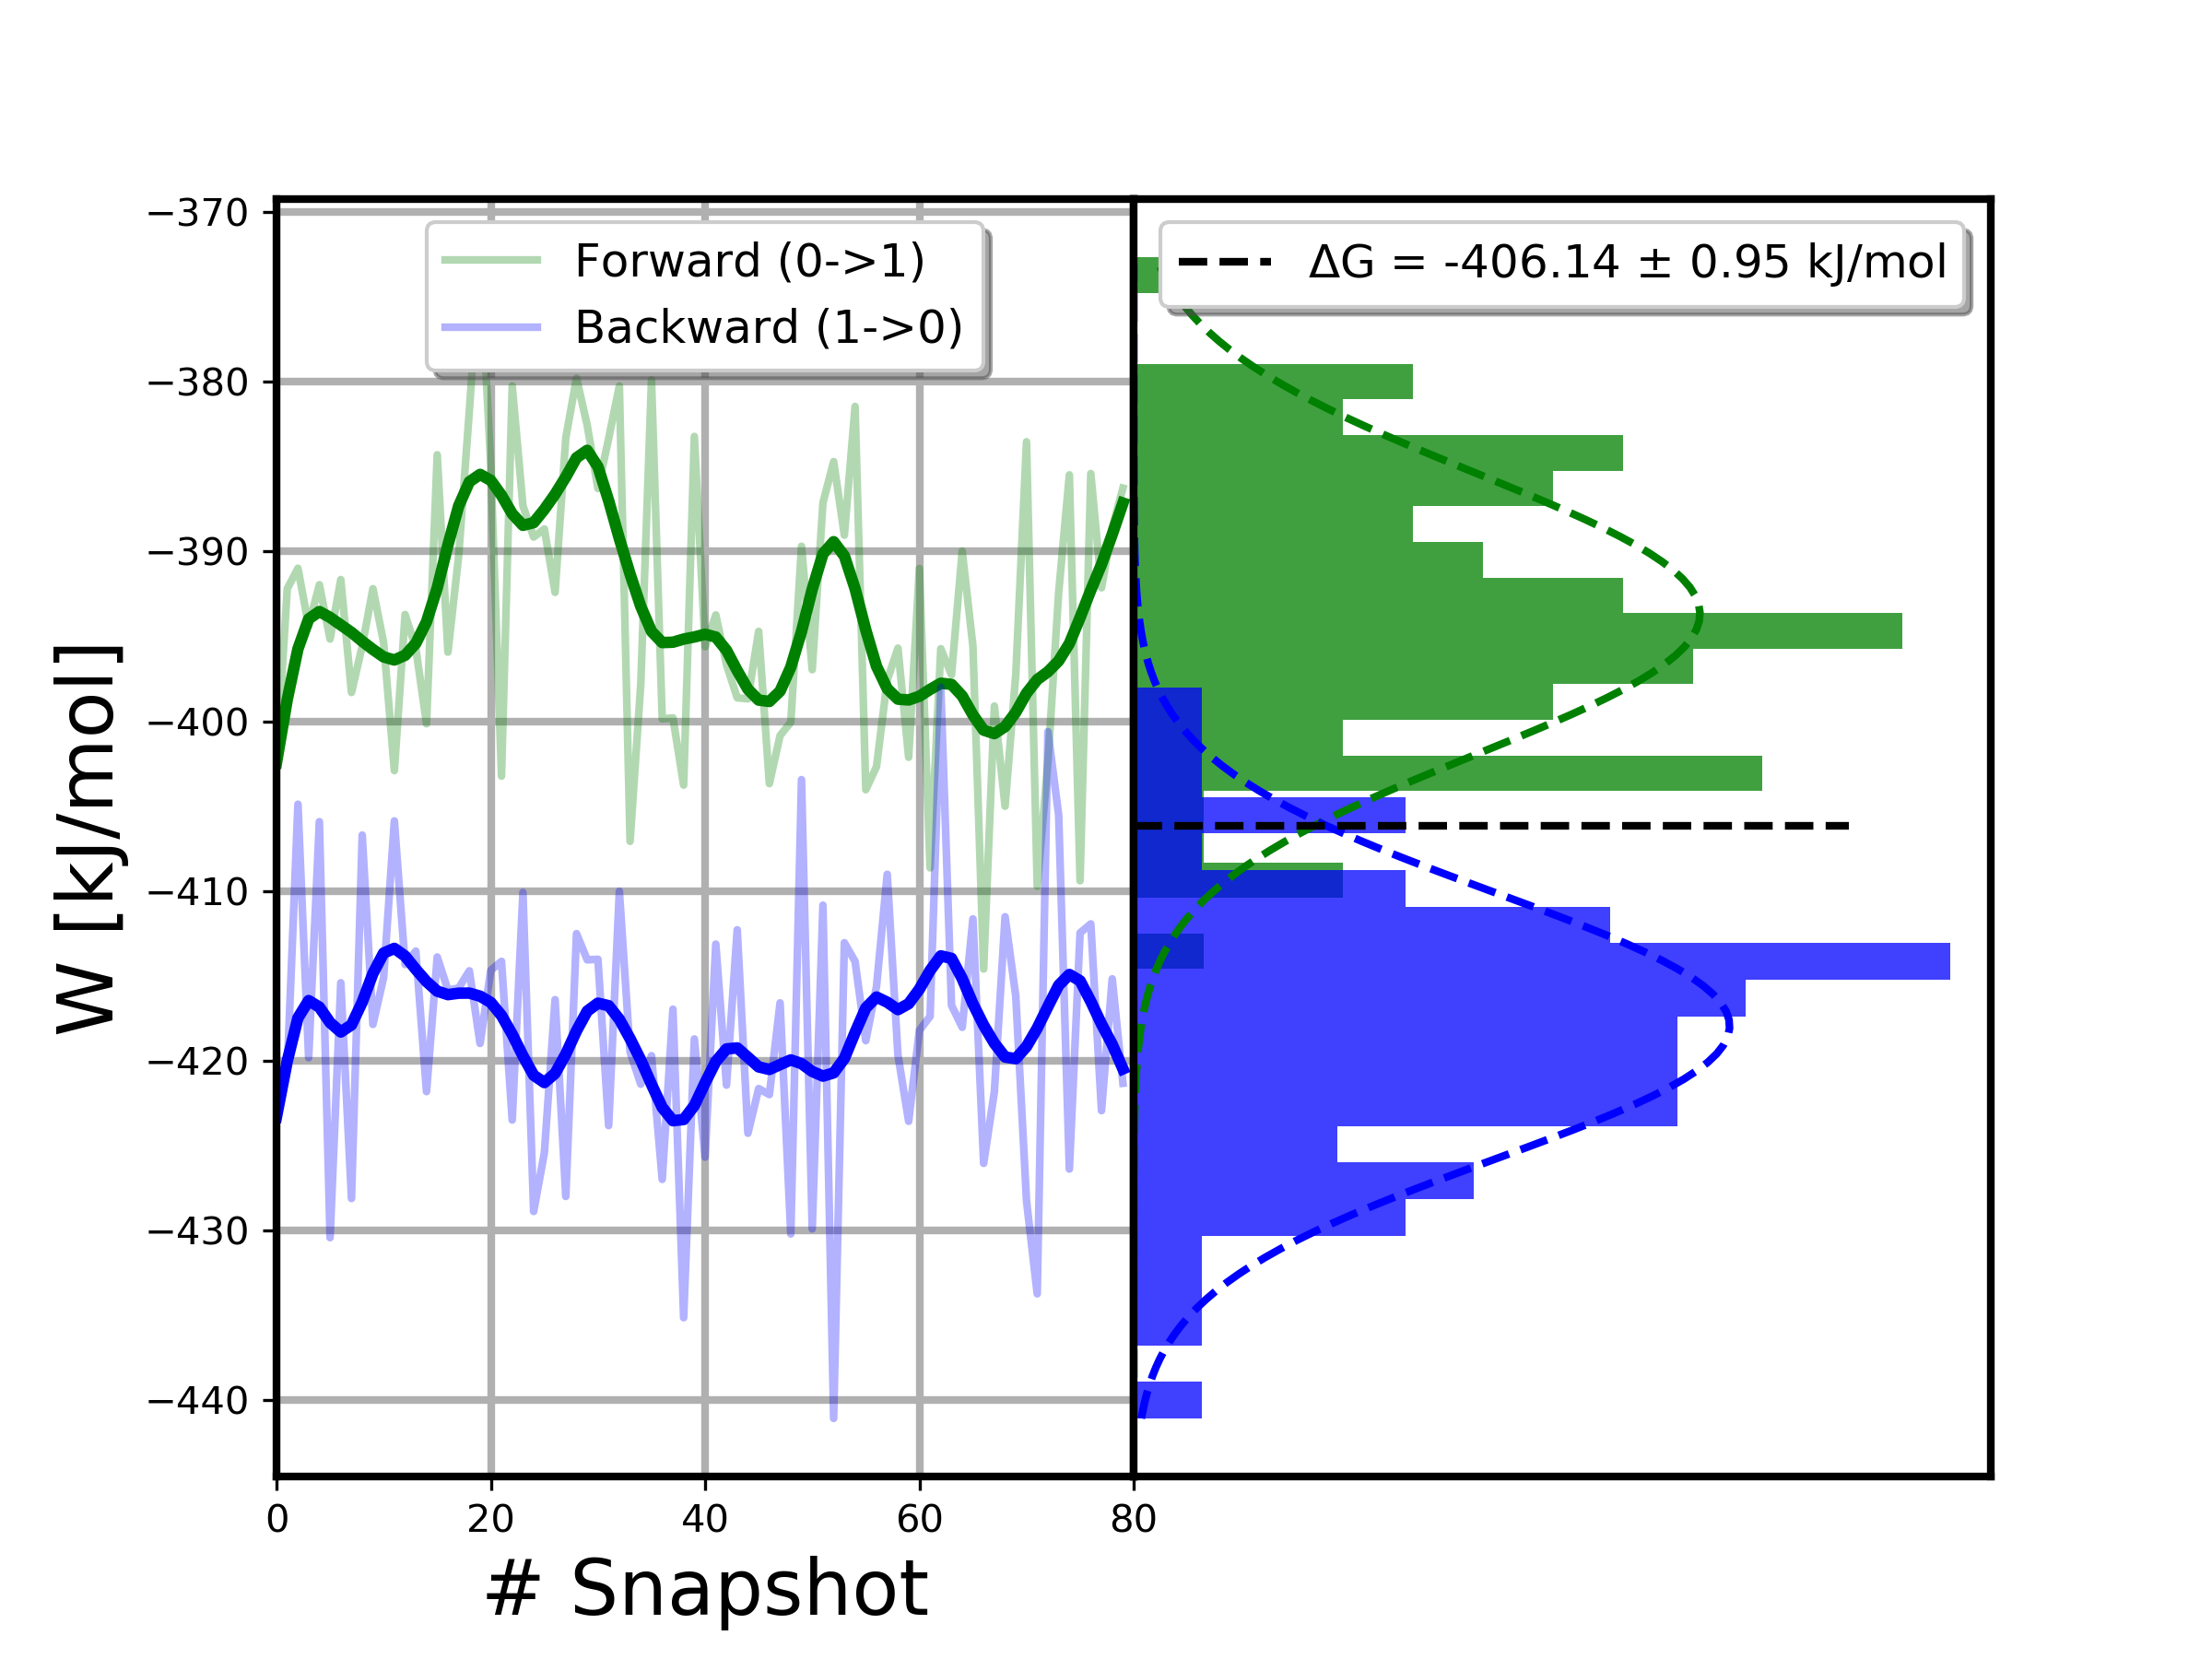 Forward (0->1)
Backward (1->0)
ΔG = -406.14 ± 0.95 kJ/mol
W [kJ/mol]
−370
−380
−390
−400
−410
−420
−430
−440
0 20 40 60 80
# Snapshot